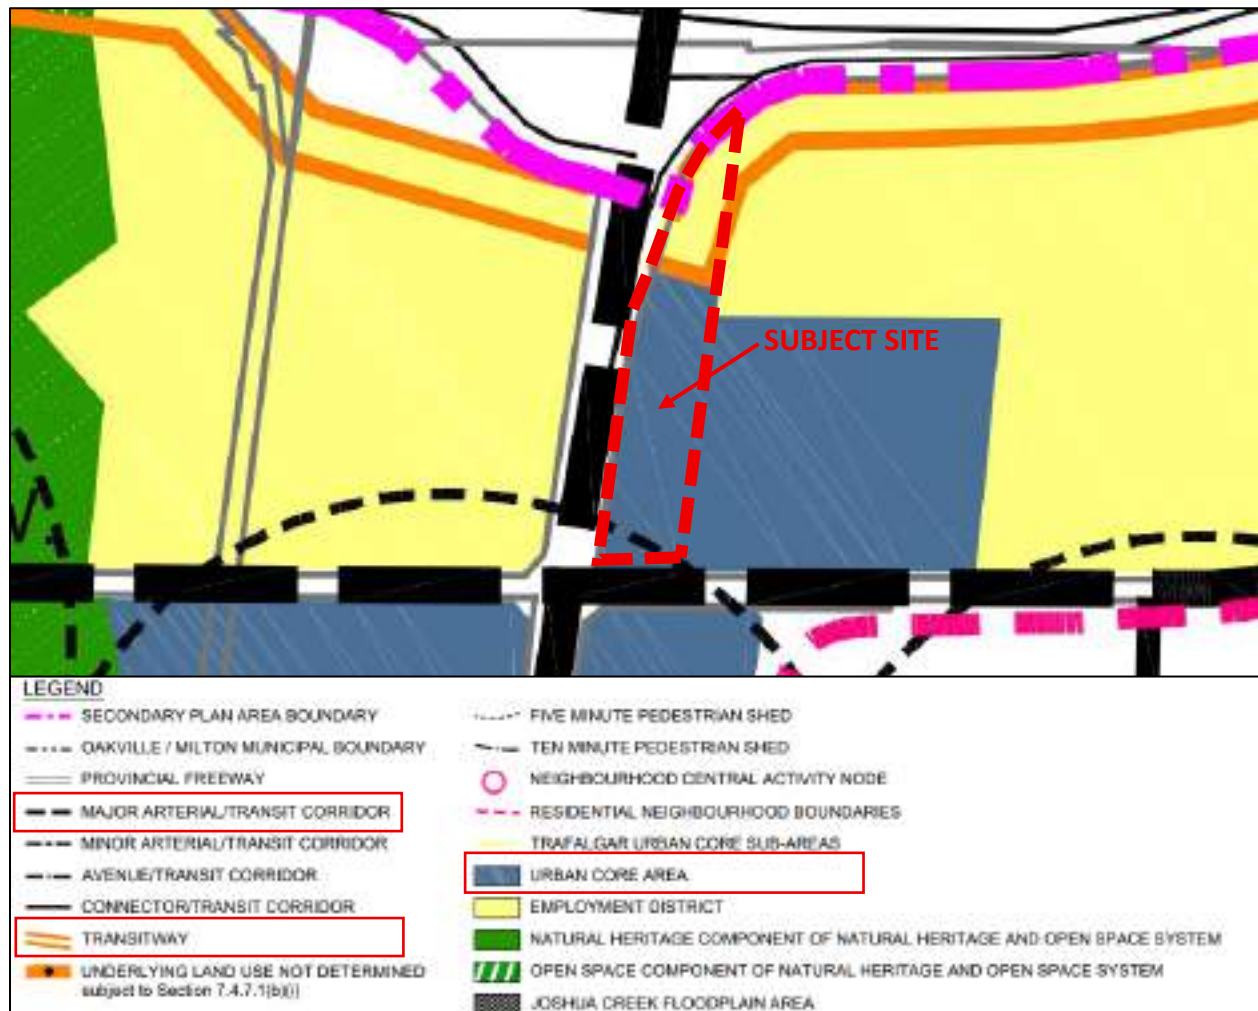 SUBJECT SITE
LEGEND
SECONDARY PLAN AREA BOUNDARY
OAKVILLE / MILTON MUNICIPAL BOUNDARY
PROVINCIAL FREEWAY
MAJOR ARTERIAL/TRANSIT CORRIDOR
MINOR ARTERIAL/TRANSIT CORRIDOR
AVENUE/TRANSIT CORRIDOR
CONNECTOR/TRANSIT CORRIDOR
TRANSITWAY
UNDERLYING LAND USE NOT DETERMINED
subject to Section 7.4.7.1(b)(i)
FIVE MINUTE PEDESTRIAN SHED
TEN MINUTE PEDESTRIAN SHED
NEIGHBOURHOOD CENTRAL ACTIVITY NODE
RESIDENTIAL NEIGHBOURHOOD BOUNDARIES
TRAFALGAR URBAN CORE SUB-AREAS
URBAN CORE AREA
EMPLOYMENT DISTRICT
NATURAL HERITAGE COMPONENT OF NATURAL HERITAGE AND OPEN SPACE SYSTEM
OPEN SPACE COMPONENT OF NATURAL HERITAGE AND OPEN SPACE SYSTEM
JOSHUA CREEK FLOODPLAIN AREA